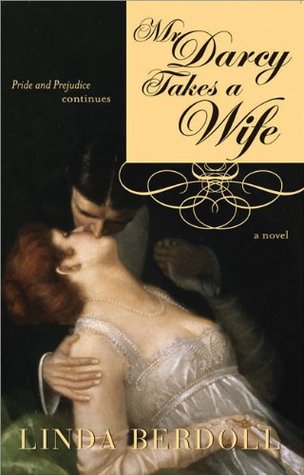 Mr
Darcy
Takes a
Wife
Pride and Prejudice
continues
a novel
LINDA BERDOLL